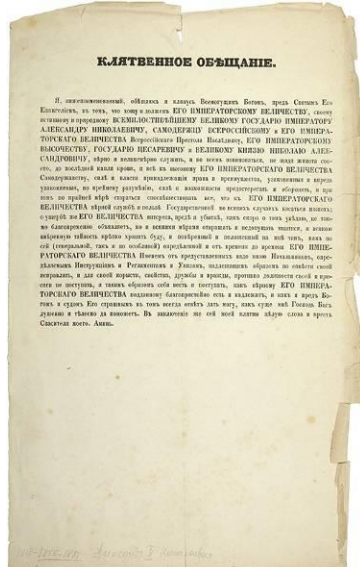 КЛЯТВЕННОЕ ОБѢЩАНІЕ.
Я, нижепоименованный, обѣщаюсь и клянусь Всемогущимъ Богомъ, предъ Святымъ Его
Евангеліемъ, въ томъ, что хощу и долженъ ЕГО ИМПЕРАТОРСКОМУ ВЕЛИЧЕСТВУ, своему
истинному и природному ВСЕМИЛОСТИВѢЙШЕМУ ВЕЛИКОМУ ГОСУДАРЮ ИМПЕРАТОРУ
АЛЕКСАНДРУ НИКОЛАЕВИЧУ, САМОДЕРЖЦУ ВСЕРОССІЙСКОМУ и ЕГО ИМПЕРА-
ТОРСКАГО ВЕЛИЧЕСТВА Всероссійскаго Престола Наслѣднику, ЕГО ИМПЕРАТОРСКОМУ
ВЫСОЧЕСТВУ, ГОСУДАРЮ ЦЕСАРЕВИЧУ и ВЕЛИКОМУ КНЯЗЮ НИКОЛАЮ АЛЕК-
САНДРОВИЧУ, вѣрно и нелицемѣрно служить, и во всемъ повиноваться, не щадя живота свое-
го, до послѣдней капли крови, и всѣ къ высокому ЕГО ИМПЕРАТОРСКАГО ВЕЛИЧЕСТВА
Самодержавству, силѣ и власти принадлежащія права и преимущества, узаконенныя и впредь
узаконяемыя, по крайнему разумѣнію, силѣ и возможности предостерегать и оборонять, и при
томъ по крайней мѣрѣ стараться споспѣшествовать все, что къ ЕГО ИМПЕРАТОРСКАГО
ВЕЛИЧЕСТВА вѣрной службѣ и пользѣ Государственной во всякихъ случаяхъ касаться можетъ;
о ущербѣ же ЕГО ВЕЛИЧЕСТВА интереса, вредѣ и убыткѣ, какъ скоро о томъ увѣдаю, не токмо
благовременно объявлять, но и всякими мѣрами отвращать и не допущать тщатися, и всякую
ввѣренную тайность крѣпко хранить буду, и повѣренный и положенный на мнѣ чинъ, какъ по
сей (генеральной, такъ и по особливой) опредѣленной и отъ времени до времени ЕГО ИМПЕ-
РАТОРСКАГО ВЕЛИЧЕСТВА Именемъ отъ предуставленныхъ надо мною Начальниковъ, опре-
дѣляемымъ Инструкціямъ и Регламентамъ и Указамъ, надлежащимъ образомъ по совѣсти своей
исправлять, и для своей корысти, свойства, дружбы и вражды, противно должности своей и при-
сяги не поступать, и такимъ образомъ себя весть и поступать, какъ вѣрному ЕГО ИМПЕРА-
ТОРСКАГО ВЕЛИЧЕСТВА подданному благопристойно есть и надлежитъ, и какъ я предъ Бо-
гомъ и судомъ Его страшнымъ въ томъ всегда отвѣтъ дать могу, какъ суще мнѣ Господь Богъ
душевно и тѣлесно да поможетъ. Въ заключеніе же сей моей клятвы цѣлую слова и крестъ
Спасителя моего. Аминь.